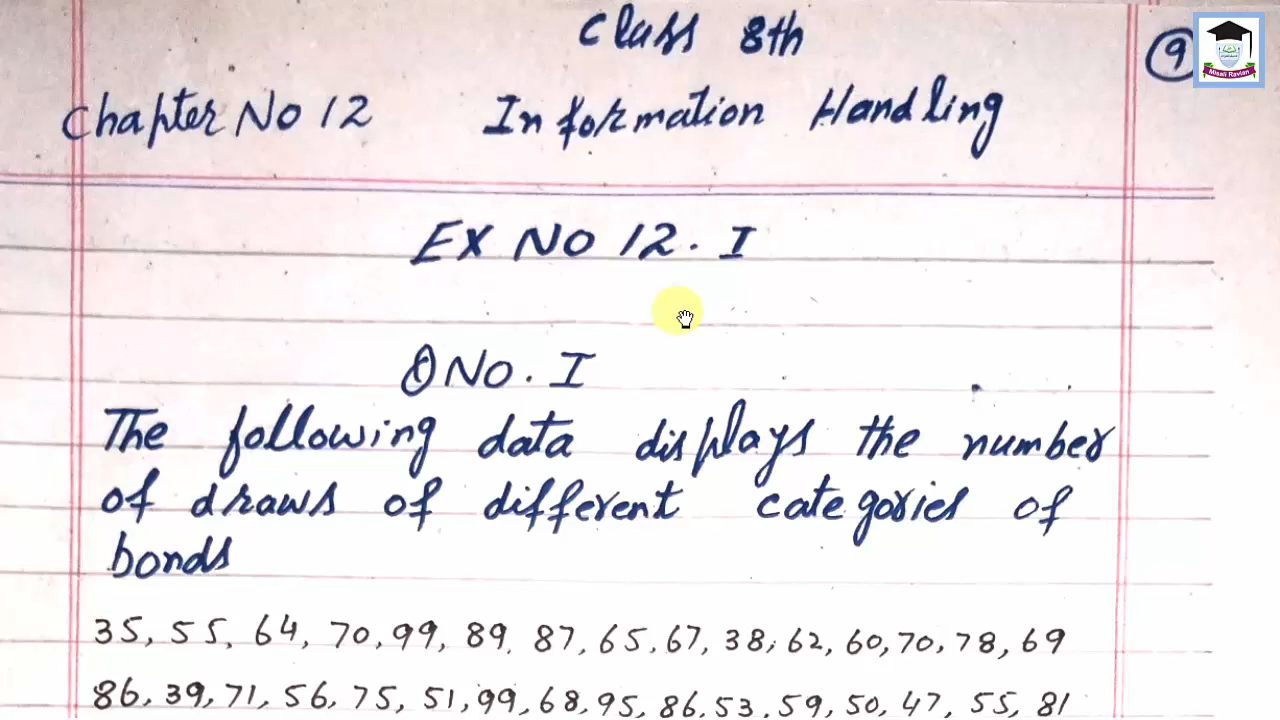 Class 8th
9
Misali Ravian
Chapter No 12 Information Handling
EX NO 12.I
Q No. I
The following data displays the number
of draws of different categories of
bonds
35, 55, 64, 70, 99, 89, 87, 65, 67, 38, 62, 60, 70, 78, 69
86, 39, 71, 56, 75, 51, 99, 68, 95, 86, 53, 59, 50, 47, 55, 81